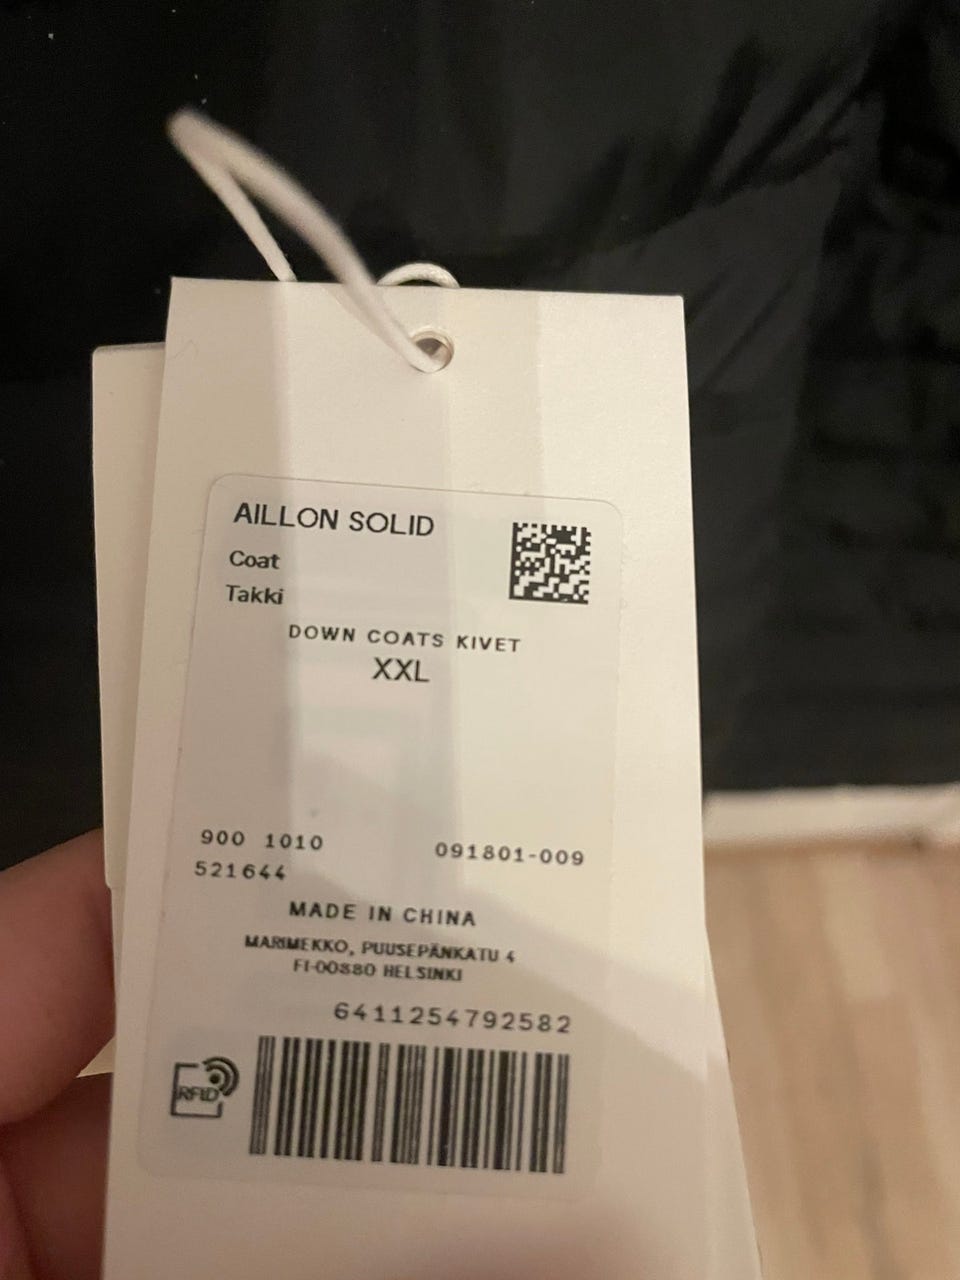 AILLON SOLID
Coat
Takki
DOWN COATS KIVET
XXL
900 1010
091801-009
521644
MADE IN CHINA
MARIMEKKO, PUUSEPÄNKATU 4
FI-00880 HELSINKI
6411254792582
RFID